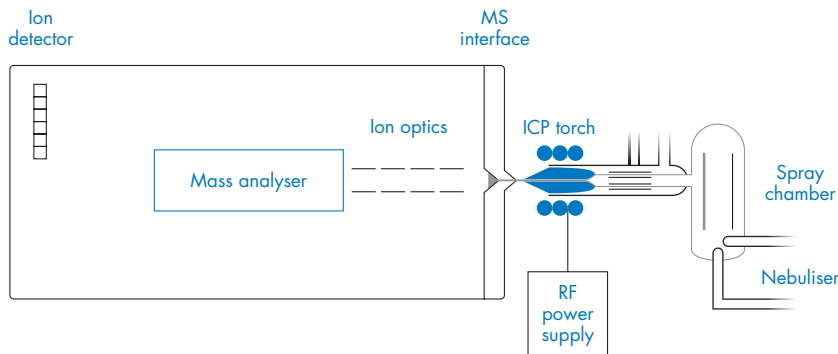 Ion
detector
MS
interface
Ion optics
ICP torch
Mass analyser
Spray
chamber
Nebuliser
RF
power
supply